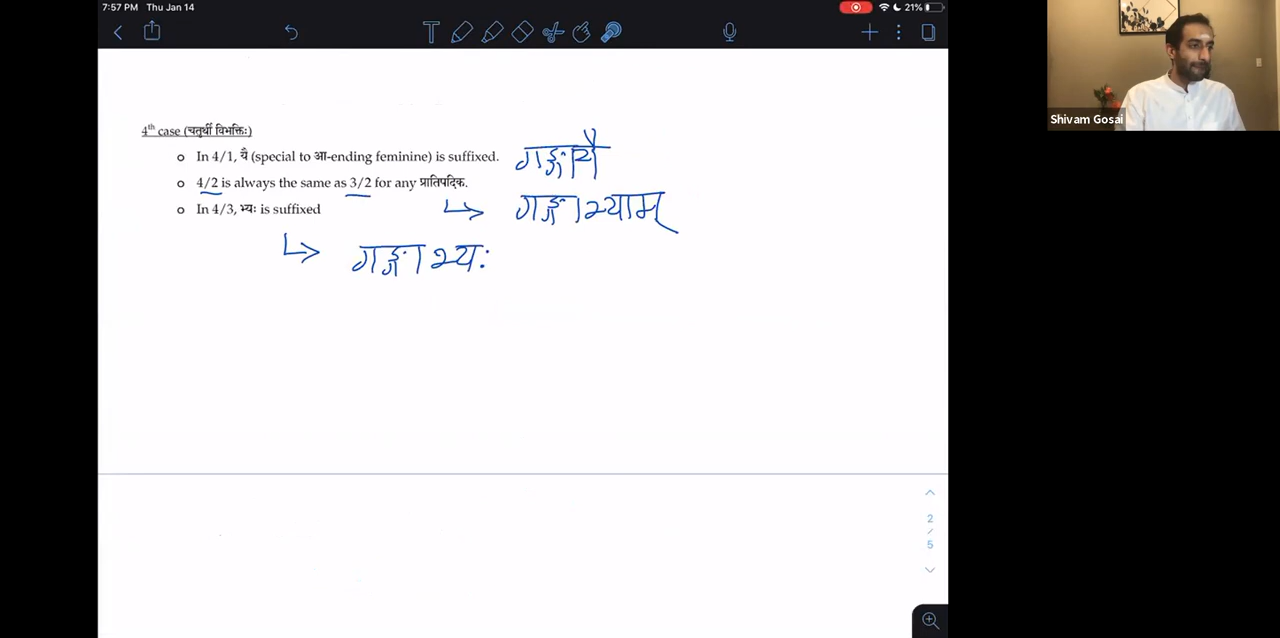 7:57 PM Thu Jan 14
21%
Shivam Gosai
4th case (चतुर्थी विभक्तिः)
o In 4/1, यै (special to आ-ending feminine) is suffixed. गङ्गायै
o 4/2 is always the same as 3/2 for any प्रातिपदिक.
o In 4/3, भ्यः is suffixed गङ्गाभ्याम्
गङ्गाभ्यः
2
/
5